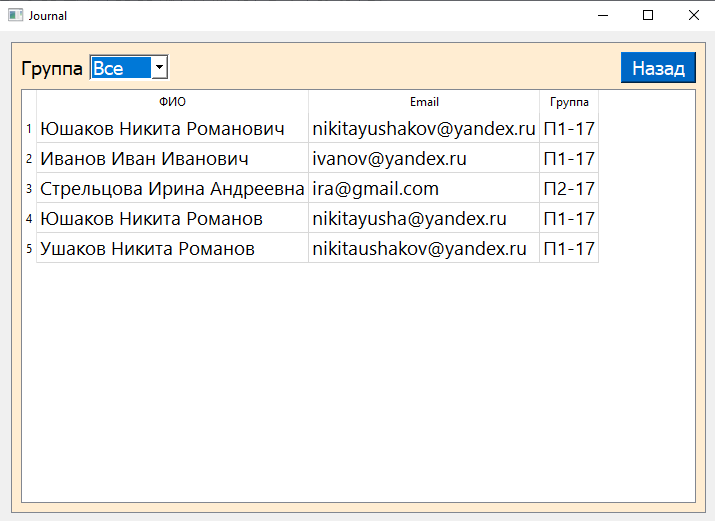 Journal
Группа Все Назад
ФИО Email Группа
1 Юшаков Никита Романович nikitayushakov@yandex.ru П1-17
2 Иванов Иван Иванович ivanov@yandex.ru П1-17
3 Стрельцова Ирина Андреевна ira@gmail.com П2-17
4 Юшаков Никита Романов nikitayusha@yandex.ru П1-17
5 Ушаков Никита Романов nikitaushakov@yandex.ru П1-17